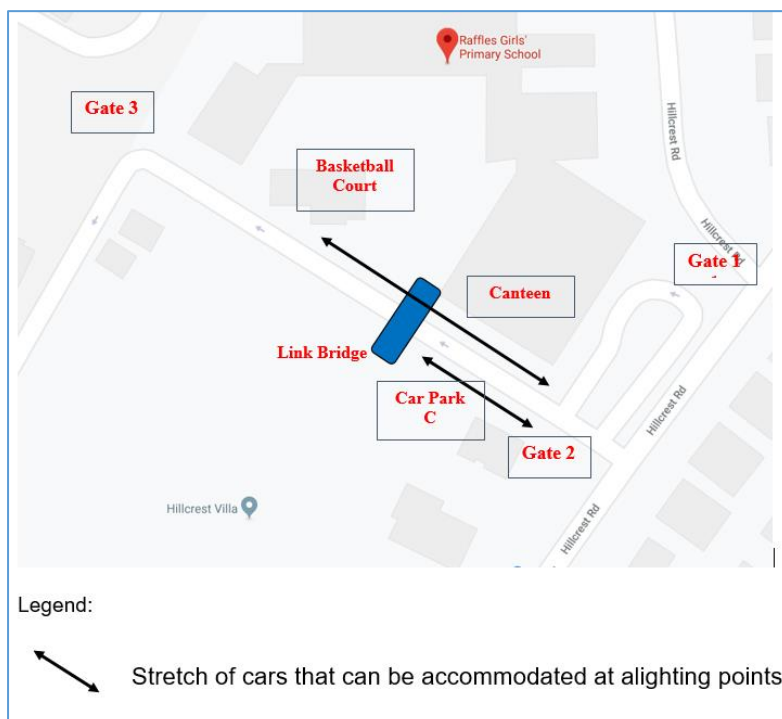 Raffles Girls'
Primary School
Gate 3
Hillcrest Rd
Basketball
Court
Hillcrest Rd
Gate 1
Canteen
Link Bridge
Hillcrest Rd
Car Park
C
Gate 2
Hillcrest Villa
Hillcrest Rd
Legend:
Stretch of cars that can be accommodated at alighting points